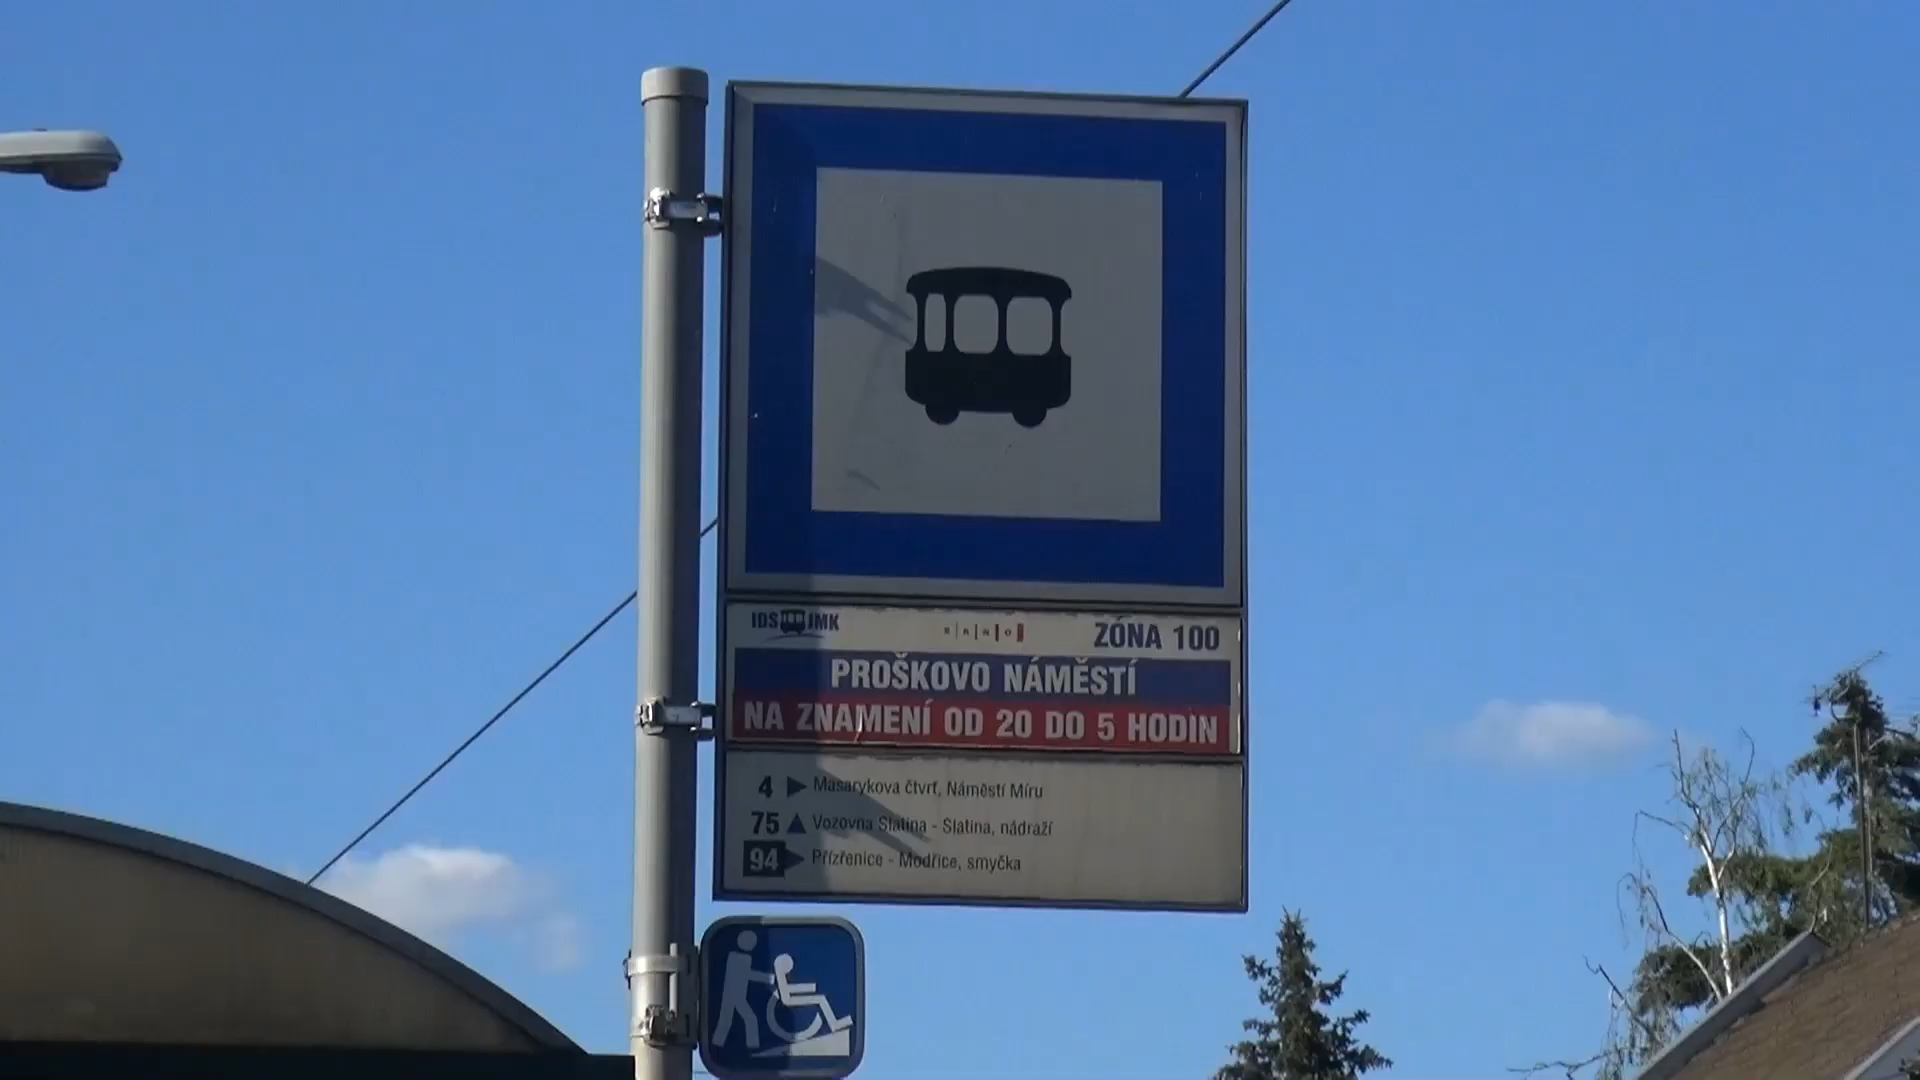 IDS JMK
B R N O
ZÓNA 100
PROŠKOVO NÁMĚSTÍ
NA ZNAMENÍ OD 20 DO 5 HODIN
4 ▶ Masarykova čtvrť, Náměstí Míru
75 ▲ Vozovna Slatina - Slatina, nádraží
94 ▶ Přízřenice - Modřice, smyčka